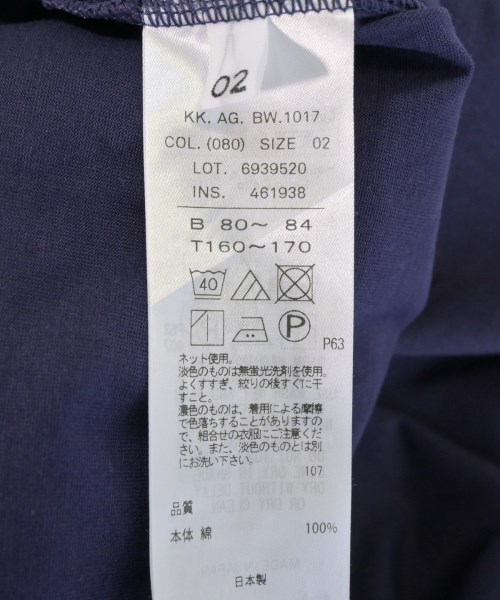 02
KK. AG. BW.1017
COL. (080) SIZE 02
LOT. 6939520
INS. 461938
B 80～ 84
T160～170
40
P
P63
ネット使用。
淡色のものは無蛍光洗剤を使用。
よくすすぎ、絞りの後すぐに干
すこと。
濃色のものは、着用による摩擦
で色落ちすることがありますの
で、組合せの衣服にご注意くださ
い。また、淡色のものとは別
にお洗い下さい。
107
品質
本体 綿 100%
日本製